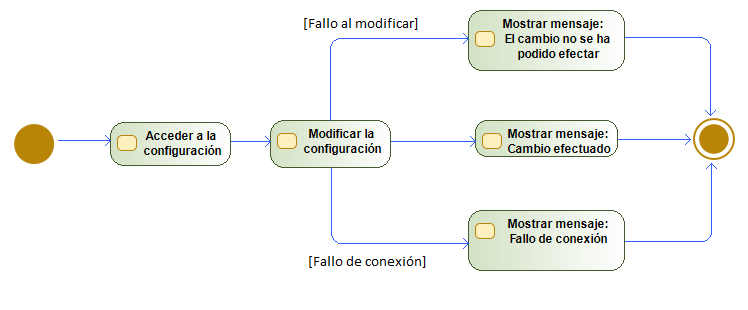 [Fallo al modificar]
Mostrar mensaje:
El cambio no se ha
podido efectar
Acceder a la
configuración
Modificar la
configuración
Mostrar mensaje:
Cambio efectuado
Mostrar mensaje:
Fallo de conexión
[Fallo de conexión]